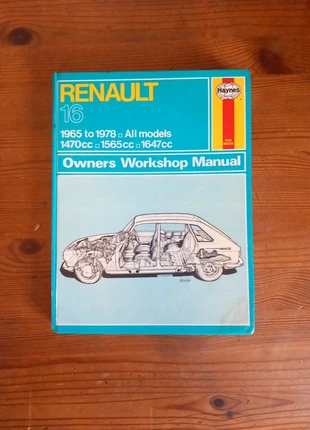 RENAULT
16
Haynes
1965 to 1978 □ All models
1470cc □ 1565cc □ 1647cc
Owners Workshop Manual